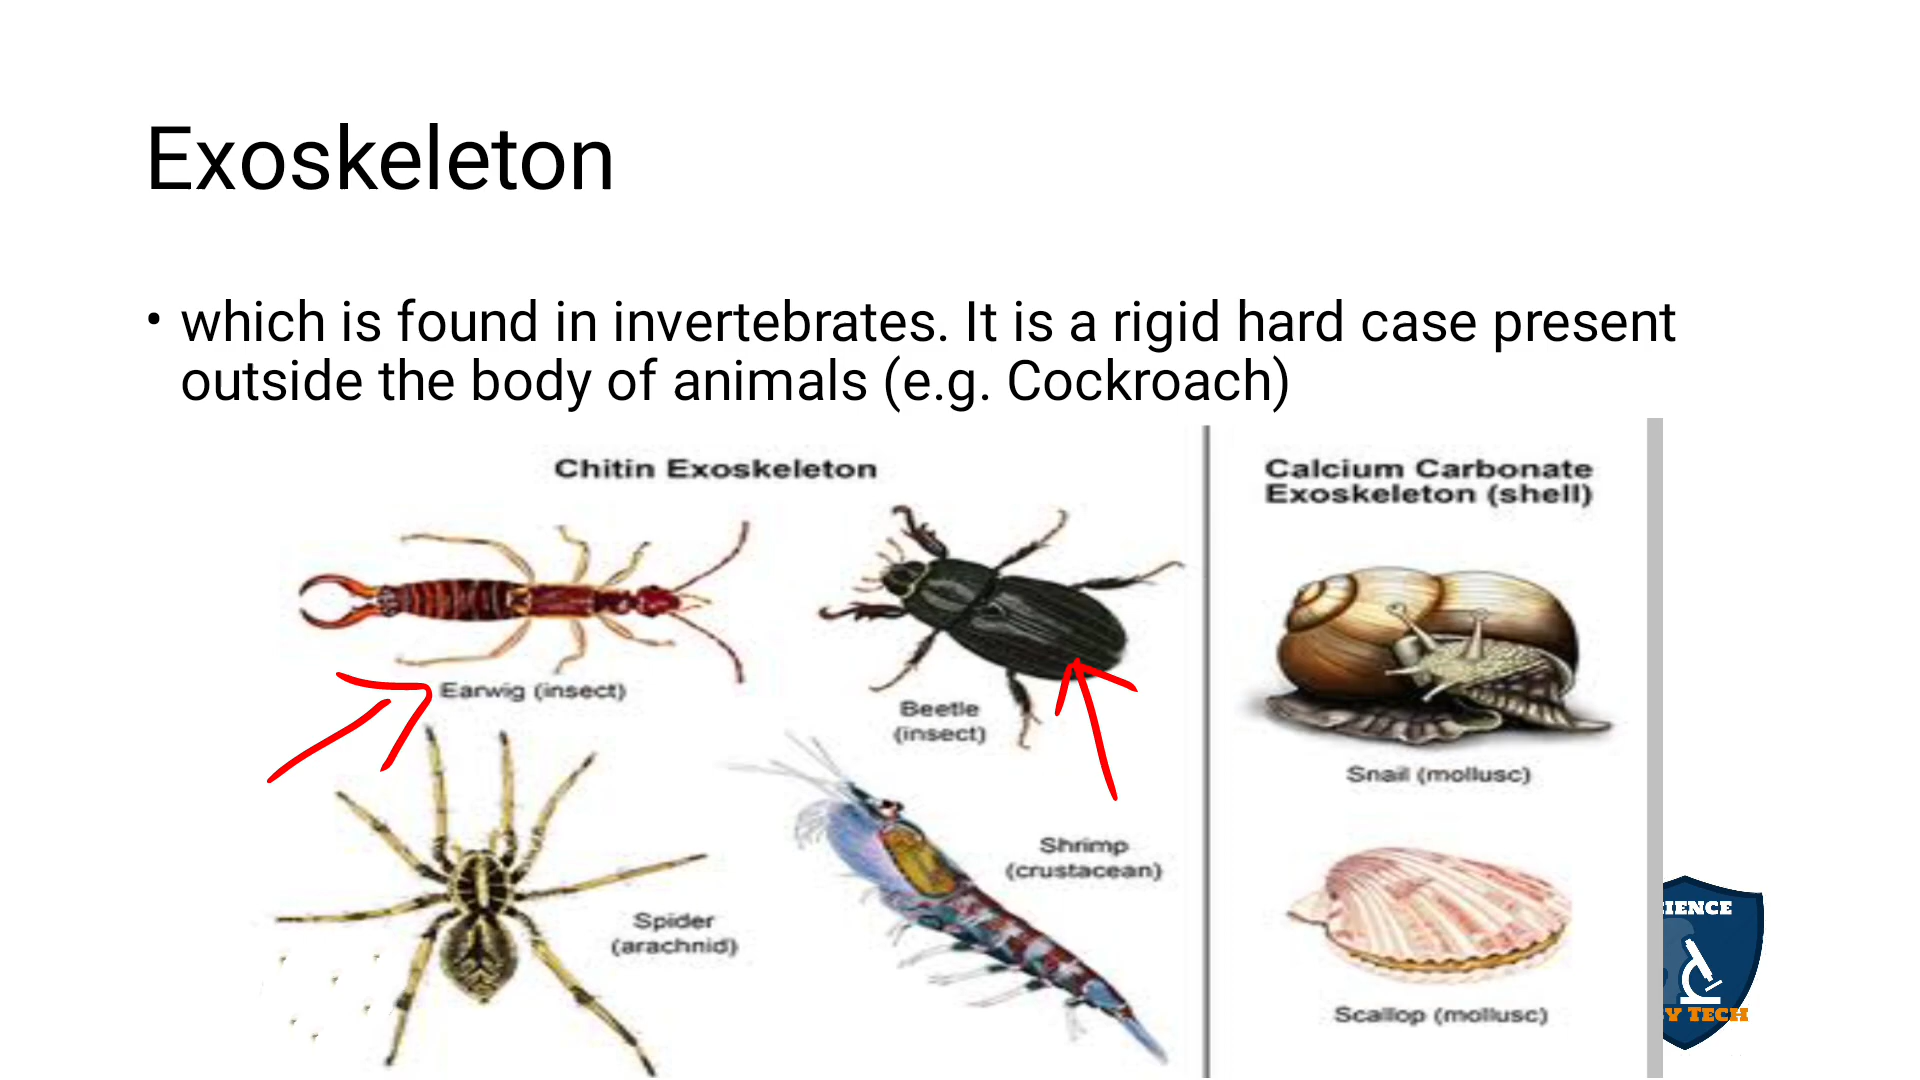 Exoskeleton
• which is found in invertebrates. It is a rigid hard case present
outside the body of animals (e.g. Cockroach)
Chitin Exoskeleton
Calcium Carbonate
Exoskeleton (shell)
Earwig (insect)
Beetle
(insect)
Snail (mollusc)
Shrimp
(crustacean)
Spider
(arachnid)
Scallop (mollusc)
IENCE
Y TECH